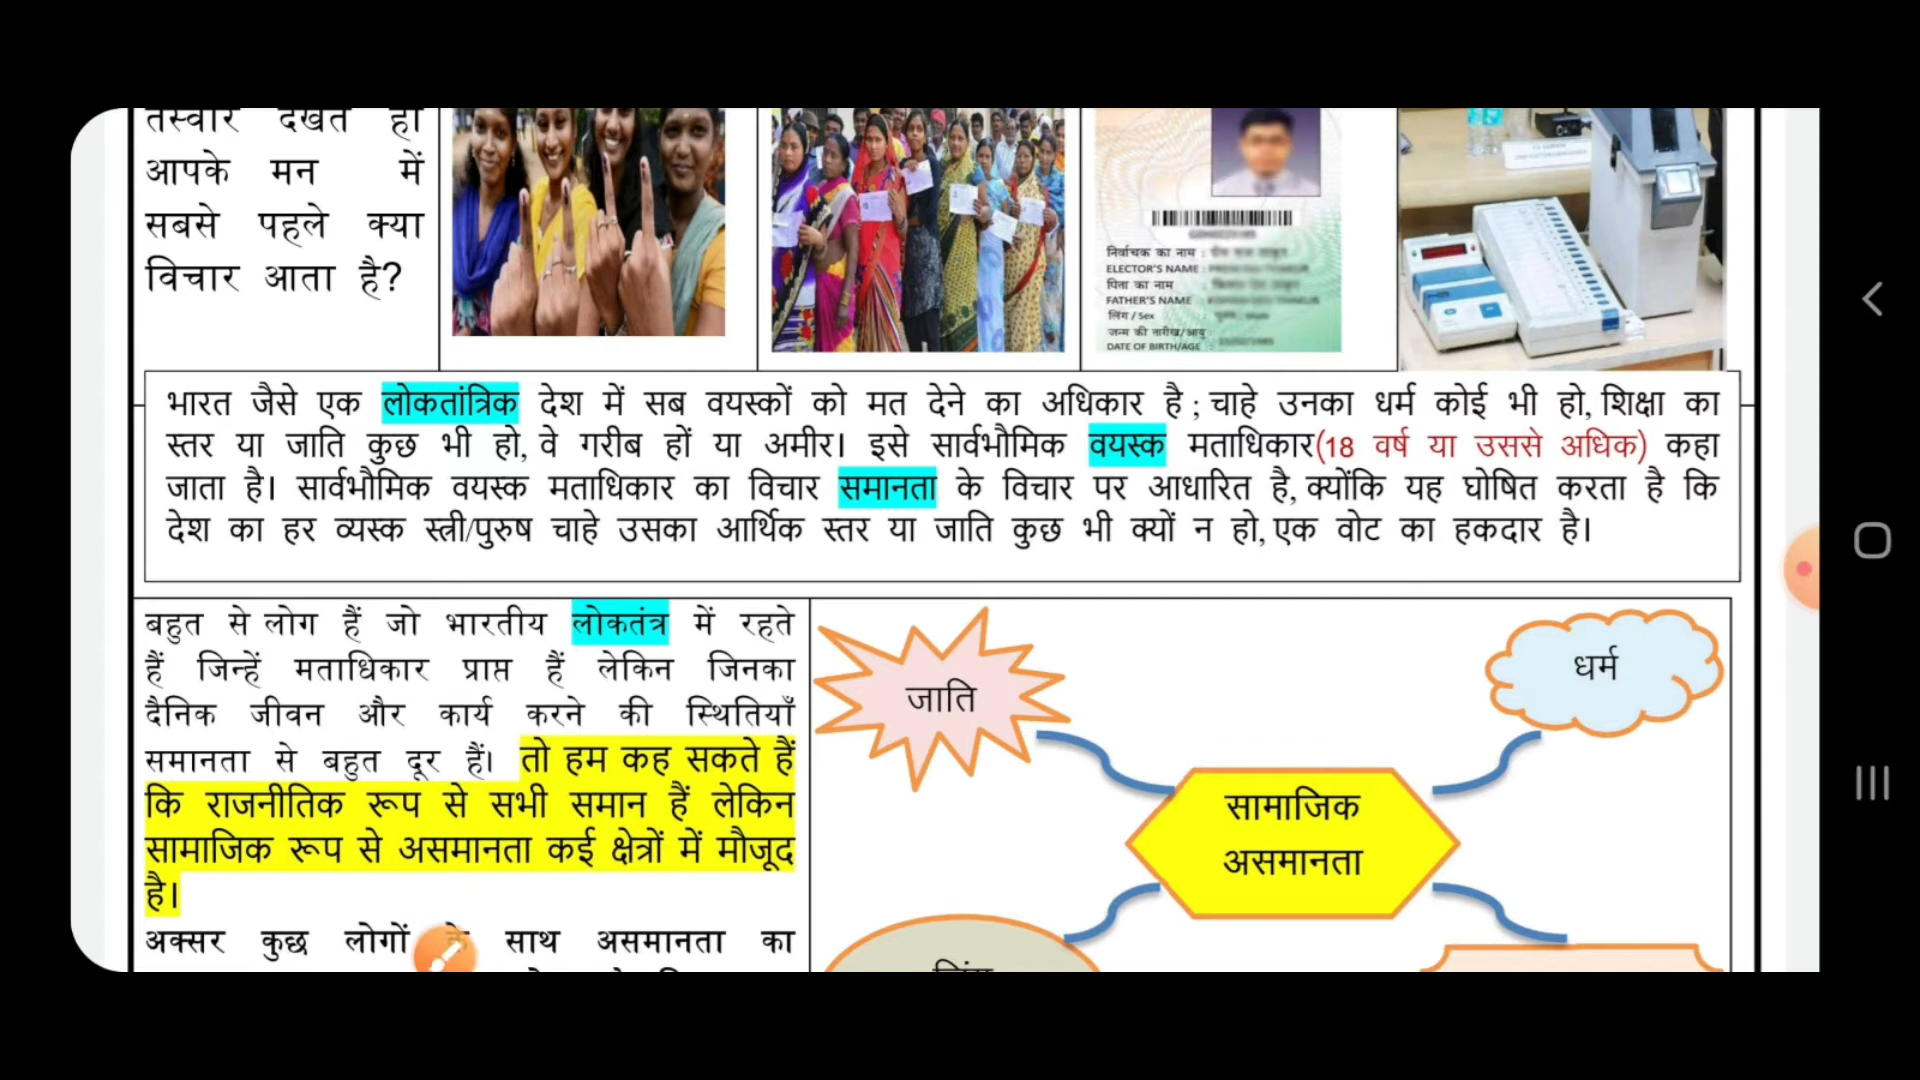 तस्वीर देखते ही
आपके मन में
सबसे पहले क्या
विचार आता है?
निर्वाचक का नाम :
ELECTOR'S NAME :
पिता का नाम
FATHER'S NAME
लिंग / Sex
जन्म की तारीख/आयु
DATE OF BIRTH/AGE
भारत जैसे एक लोकतांत्रिक देश में सब वयस्कों को मत देने का अधिकार है ; चाहे उनका धर्म कोई भी हो, शिक्षा का
स्तर या जाति कुछ भी हो, वे गरीब हों या अमीर। इसे सार्वभौमिक वयस्क मताधिकार(18 वर्ष या उससे अधिक) कहा
जाता है। सार्वभौमिक वयस्क मताधिकार का विचार समानता के विचार पर आधारित है, क्योंकि यह घोषित करता है कि
देश का हर व्यस्क स्त्री/पुरुष चाहे उसका आर्थिक स्तर या जाति कुछ भी क्यों न हो, एक वोट का हकदार है।
बहुत से लोग हैं जो भारतीय लोकतंत्र में रहते
हैं जिन्हें मताधिकार प्राप्त हैं लेकिन जिनका
दैनिक जीवन और कार्य करने की स्थितियाँ
समानता से बहुत दूर हैं। तो हम कह सकते हैं
कि राजनीतिक रूप से सभी समान हैं लेकिन
सामाजिक रूप से असमानता कई क्षेत्रों में मौजूद
है।
अक्सर कुछ लोगों के साथ असमानता का
जाति
धर्म
सामाजिक
असमानता
लिंग